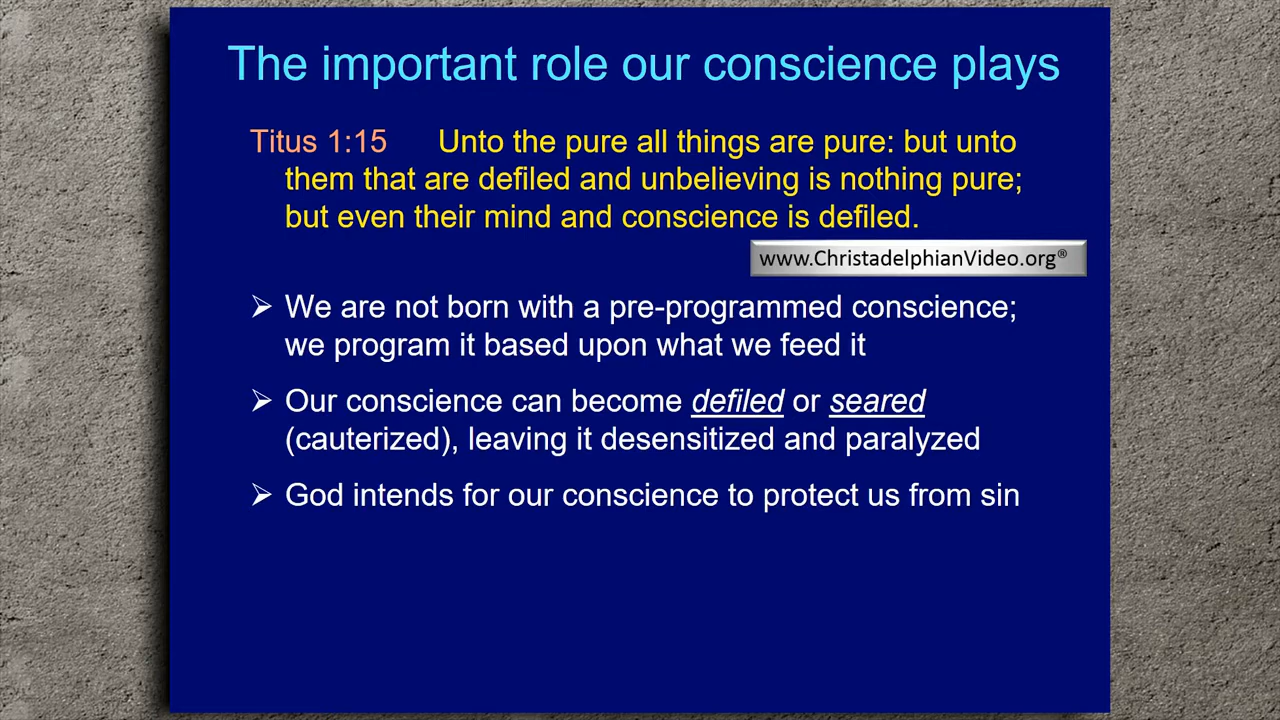 The important role our conscience plays
Titus 1:15 Unto the pure all things are pure: but unto
them that are defiled and unbelieving is nothing pure;
but even their mind and conscience is defiled.
www.ChristadelphianVideo.org®
➢ We are not born with a pre-programmed conscience;
we program it based upon what we feed it
➢ Our conscience can become defiled or seared
(cauterized), leaving it desensitized and paralyzed
➢ God intends for our conscience to protect us from sin